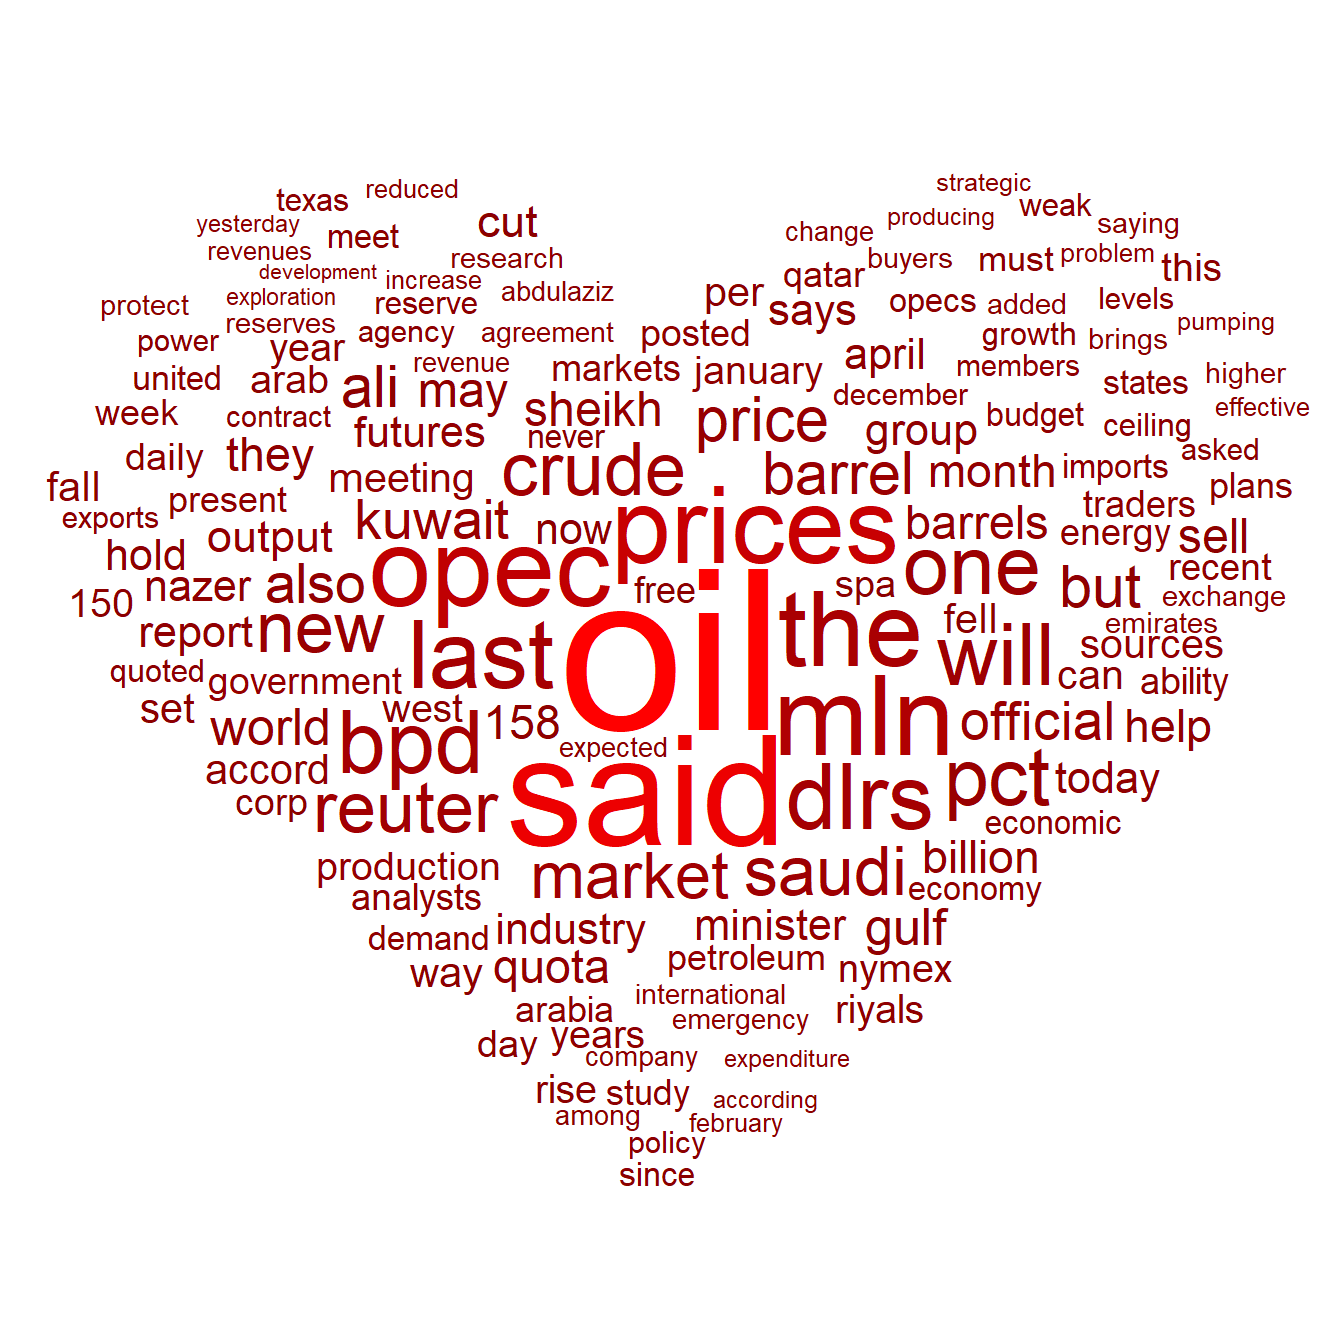 strategic
texas reduced
weak
yesterday cut producing saying
meet change
revenues research buyers must problem this
development increase qatar
protect exploration reserve abdulaziz per says opecs added levels
power reserves agency agreement posted growth brings pumping
year revenue markets january april members
united arab ali may december states higher
week contract futures sheikh never price group budget ceiling effective
daily they meeting crude barrel month imports asked
fall present traders plans
exports output kuwait now prices barrels energy sell
hold nazer also opec free spa one but recent
150 exchange
report new last oil the fell will emirates
quoted government sources
set west can ability
world bpd 158 mln official help
accord expected
corp reuter said dlrs pct today
economic
production market saudi billion
analysts economy
demand industry minister gulf
way quota petroleum nymex
arabia international riyals
day years emergency
company expenditure
rise study according
among february
policy
since